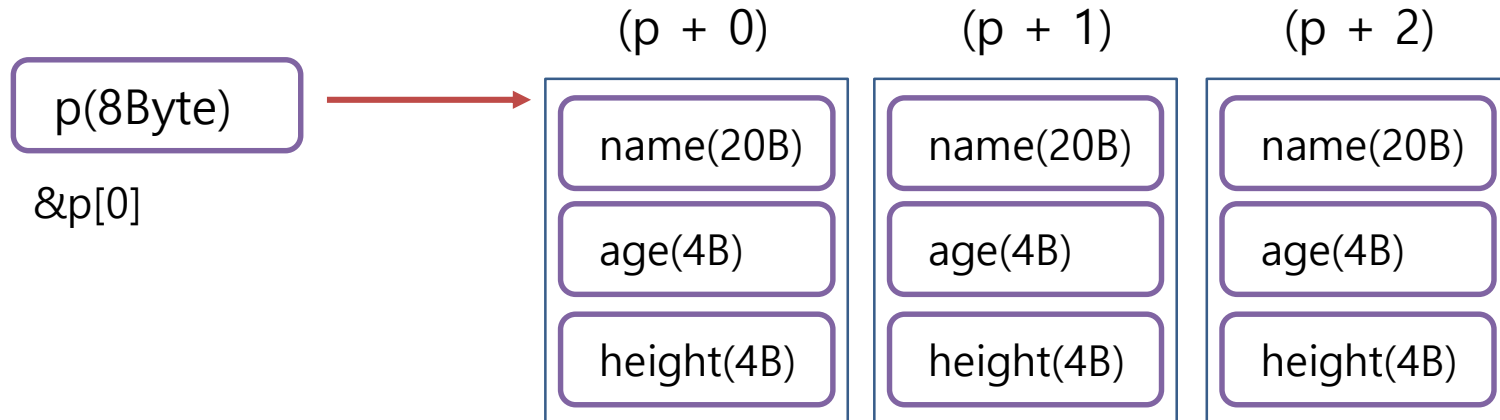 (p + 0)
(p + 1)
(p + 2)
p(8Byte)
&p[0]
name(20B)
name(20B)
name(20B)
age(4B)
age(4B)
age(4B)
height(4B)
height(4B)
height(4B)